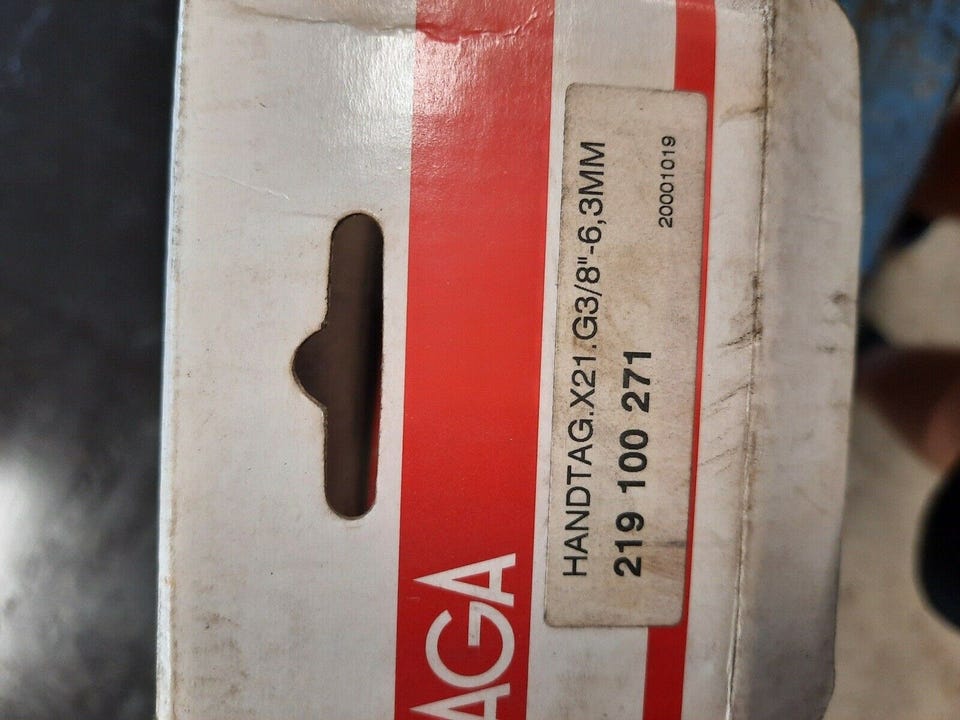 HANDTAG.X21.G3/8"-6,3MM
219 100 271
20001019
AGA